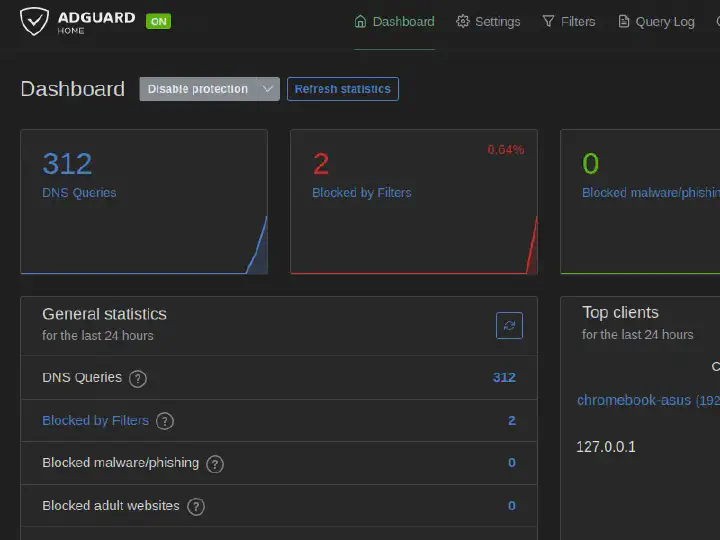 ADGUARD ON
HOME
Dashboard Settings Filters Query Log
Dashboard Disable protection Refresh statistics
312
DNS Queries
2 0.64%
Blocked by Filters
0
Blocked malware/phishin
General statistics
for the last 24 hours
DNS Queries ? 312
Blocked by Filters ? 2
Blocked malware/phishing ? 0
Blocked adult websites ? 0
Top clients
for the last 24 hours
C
chromebook-asus (192
127.0.0.1